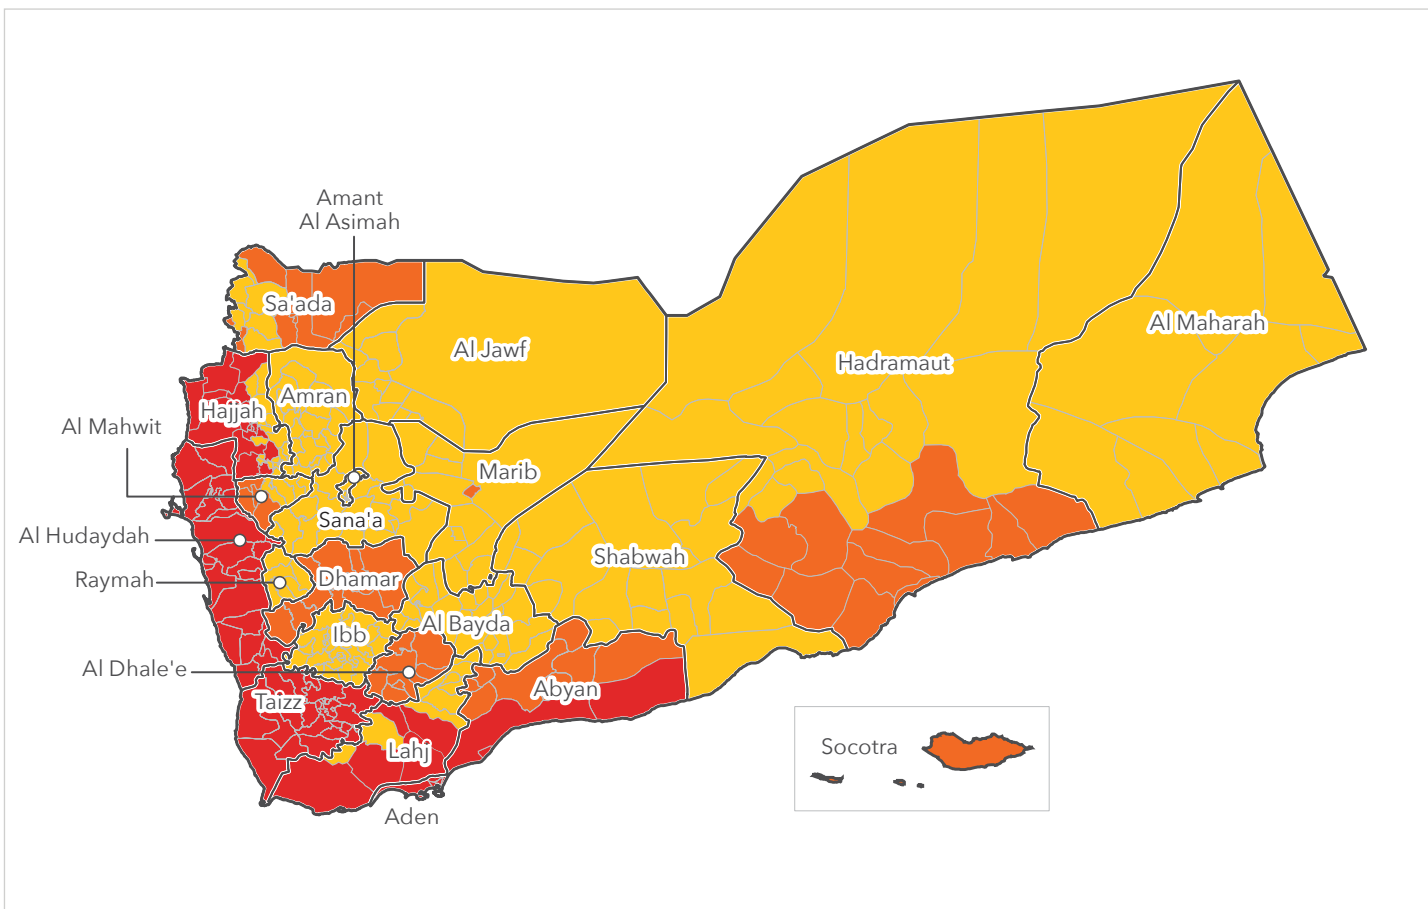 Amant
Al Asimah
Sa'ada
Al Jawf
Al Maharah
Hadramaut
Amran
Hajjah
Al Mahwit
Marib
Sana'a
Al Hudaydah
Shabwah
Raymah
Dhamar
Al Bayda
Ibb
Al Dhale'e
Abyan
Taizz
Lahj
Socotra
Aden